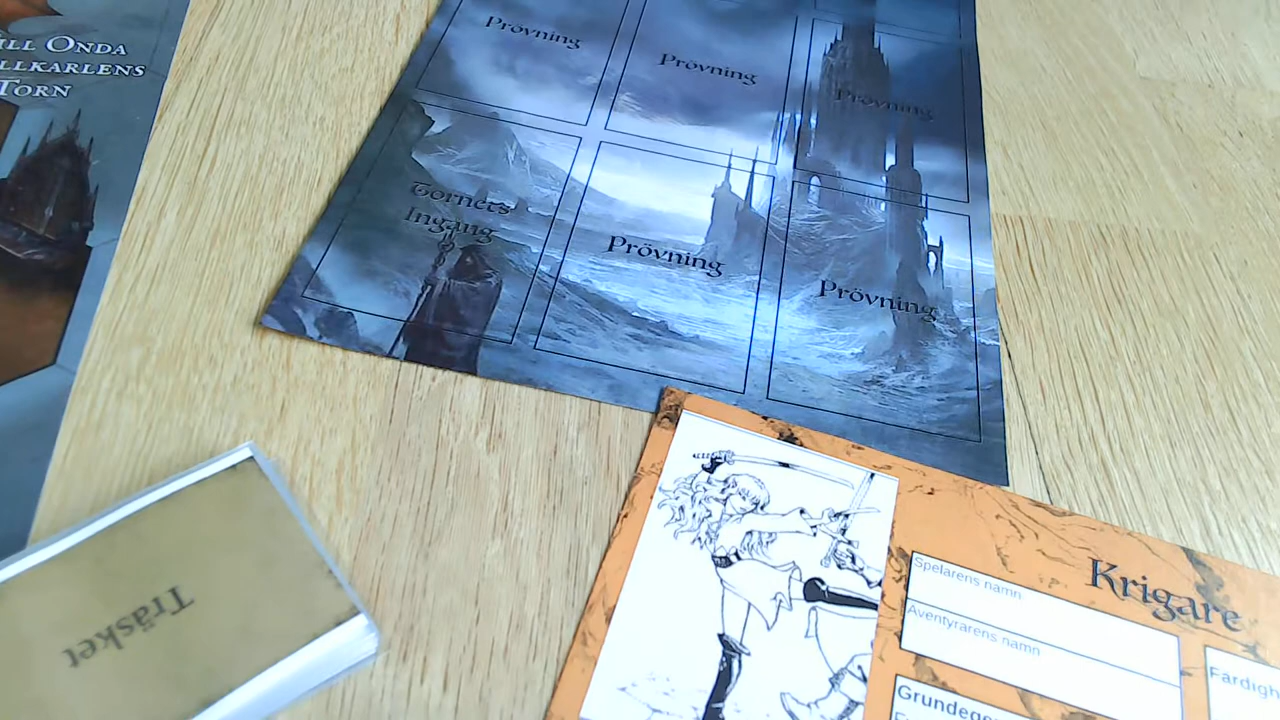 ILL ONDA
LLKARLENS
TORN
Prövning
Prövning
Prövning
Tornets
Ingång
Prövning
Prövning
Träsket
Krigare
Spelarens namn
Äventyrarens namn
Grundege
Färdigh